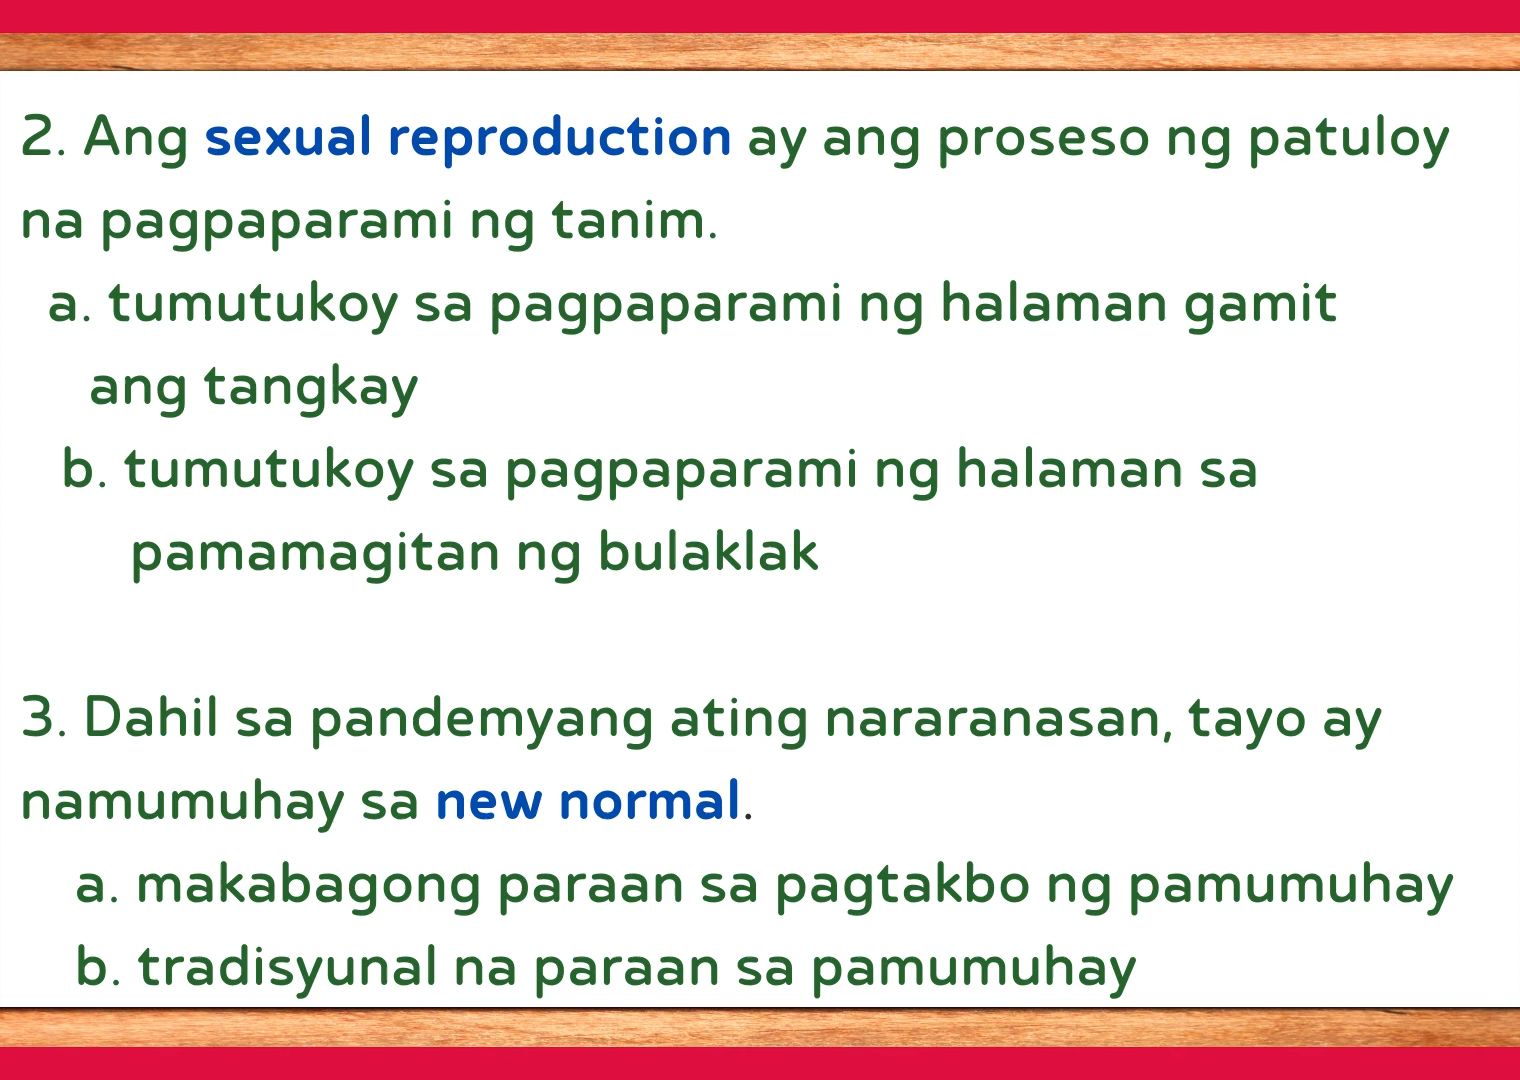 2. Ang sexual reproduction ay ang proseso ng patuloy
na pagpaparami ng tanim.
a. tumutukoy sa pagpaparami ng halaman gamit
ang tangkay
b. tumutukoy sa pagpaparami ng halaman sa
pamamagitan ng bulaklak
3. Dahil sa pandemyang ating nararanasan, tayo ay
namumuhay sa new normal.
a. makabagong paraan sa pagtakbo ng pamumuhay
b. tradisyunal na paraan sa pamumuhay